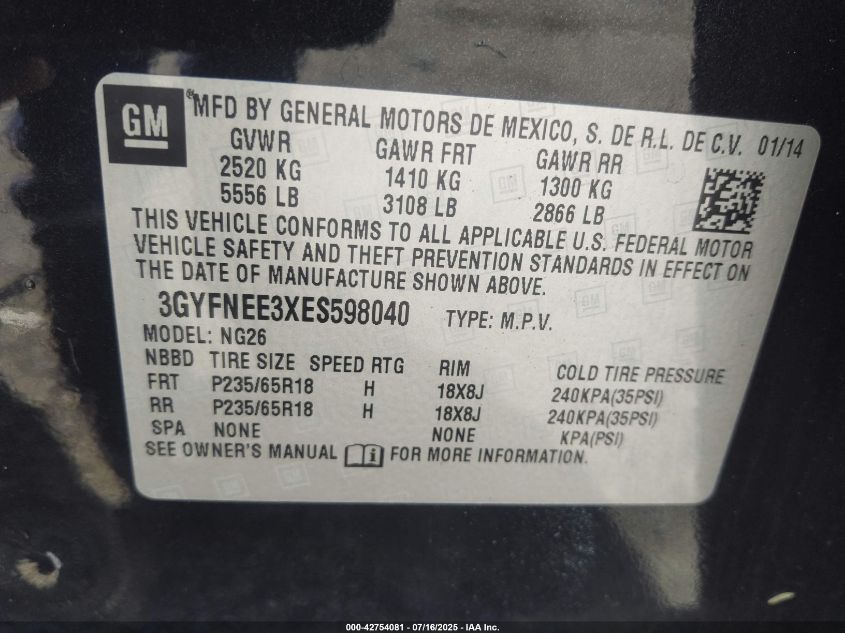 GM
®MFD BY GENERAL MOTORS DE MEXICO, S. DE R.L. DE C.V. 01/14
GVWR GAWR FRT GAWR RR
2520 KG 1410 KG 1300 KG
5556 LB 3108 LB 2866 LB
THIS VEHICLE CONFORMS TO ALL APPLICABLE U.S. FEDERAL MOTOR
VEHICLE SAFETY AND THEFT PREVENTION STANDARDS IN EFFECT ON
THE DATE OF MANUFACTURE SHOWN ABOVE.
3GYFNEE3XES598040 TYPE: M.P.V.
MODEL: NG26
NBBD TIRE SIZE SPEED RTG RIM COLD TIRE PRESSURE
FRT P235/65R18 H 18X8J 240KPA(35PSI)
RR P235/65R18 H 18X8J 240KPA(35PSI)
SPA NONE NONE KPA(PSI)
SEE OWNER'S MANUAL i FOR MORE INFORMATION.
000-42754081 - 07/16/2025 - IAA Inc.